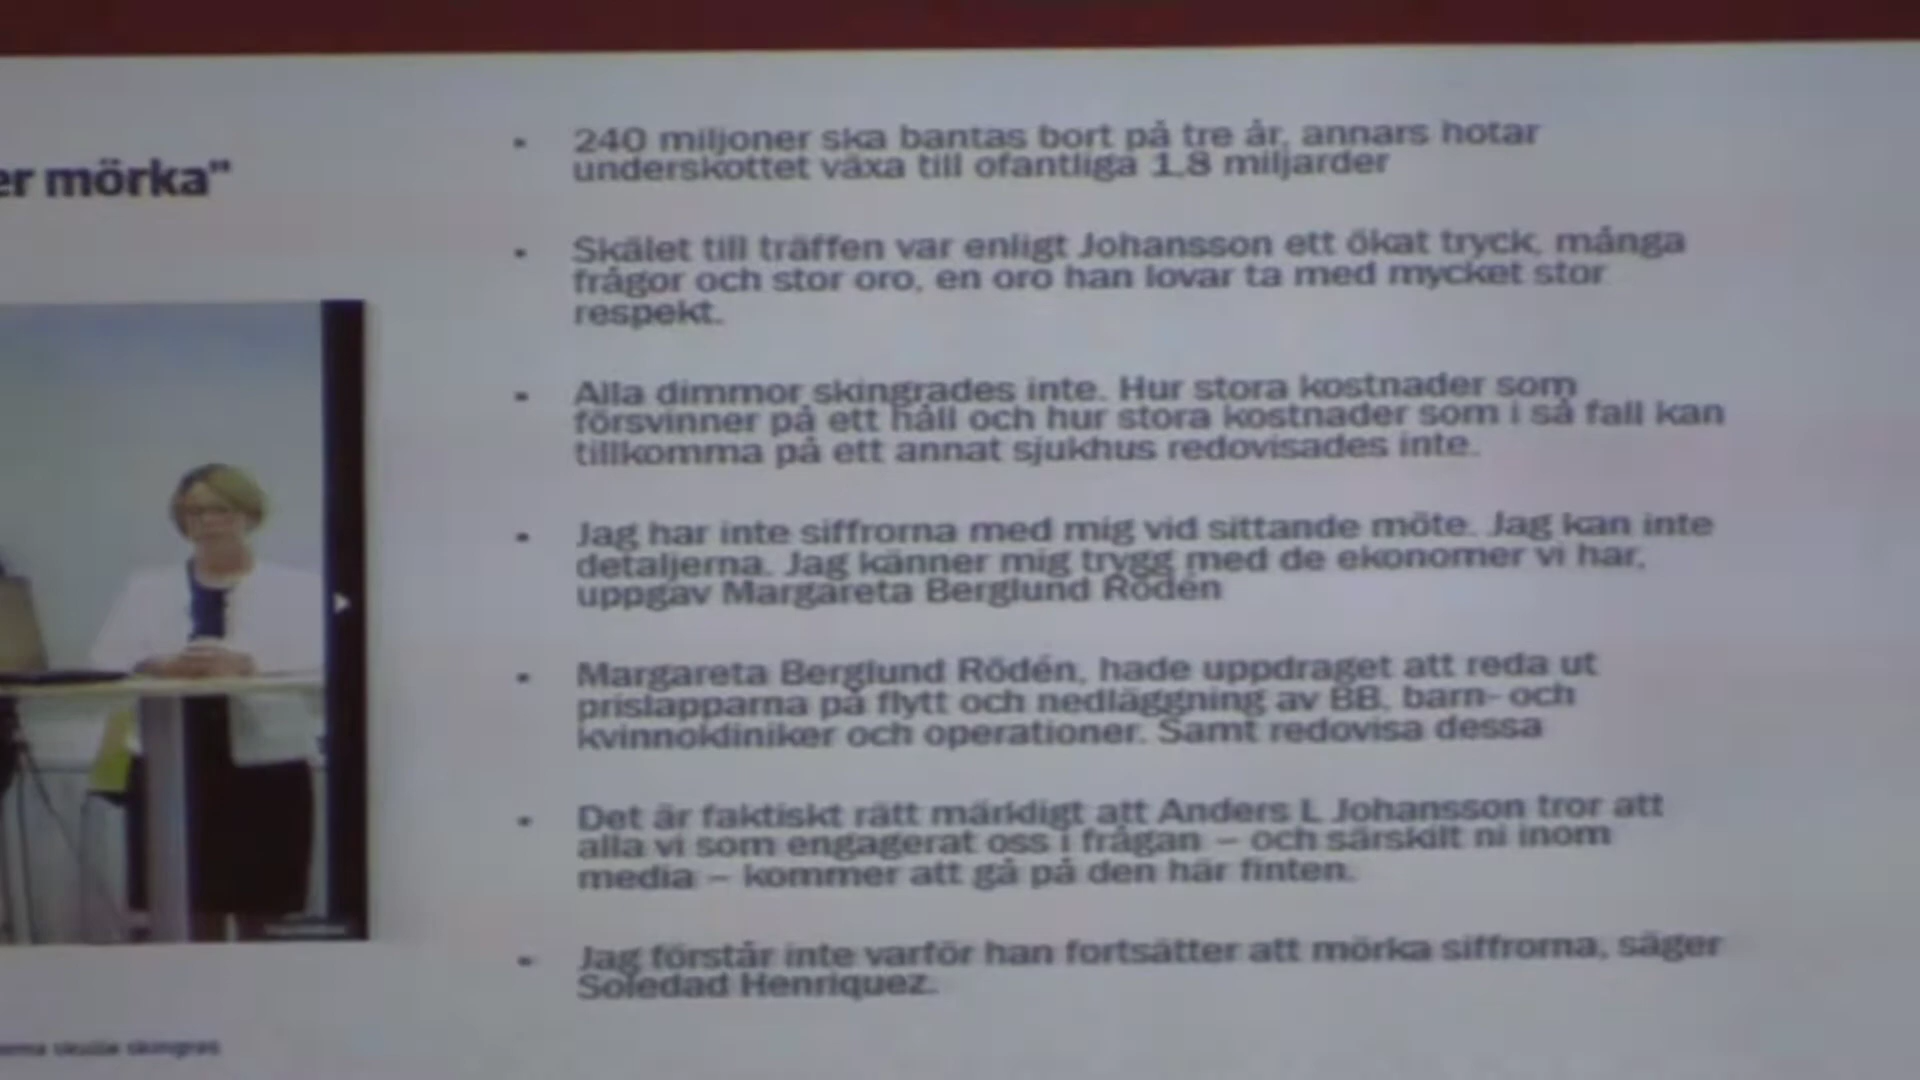 er mörka"
240 miljoner ska bantas bort på tre år, annars hotar
underskottet växa till ofantliga 1,8 miljarder
Skälet till träffen var enligt Johansson ett ökat tryck, många
frågor och stor oro, en oro han lovar ta med mycket stor
respekt.
Alla dimmor skingrades inte. Hur stora kostnader som
försvinner på ett håll och hur stora kostnader som i så fall kan
tillkomma på ett annat sjukhus redovisades inte.
Jag har inte siffrorna med mig vid sittande möte. Jag kan inte
detaljerna. Jag känner mig trygg med de ekonomer vi har,
uppgav Margareta Berglund Rödén
Margareta Berglund Rödén, hade uppdraget att reda ut
prislapparna på flytt och nedläggning av BB, barn- och
kvinnokliniker och operationer. Samt redovisa dessa
Det är faktiskt rätt märkligt att Anders L Johansson tror att
alla vi som engagerat oss i frågan – och särskilt ni inom
media – kommer att gå på den här finten.
Jag förstår inte varför han fortsätter att mörka siffrorna, säger
Soledad Henriquez.
skulle skingras